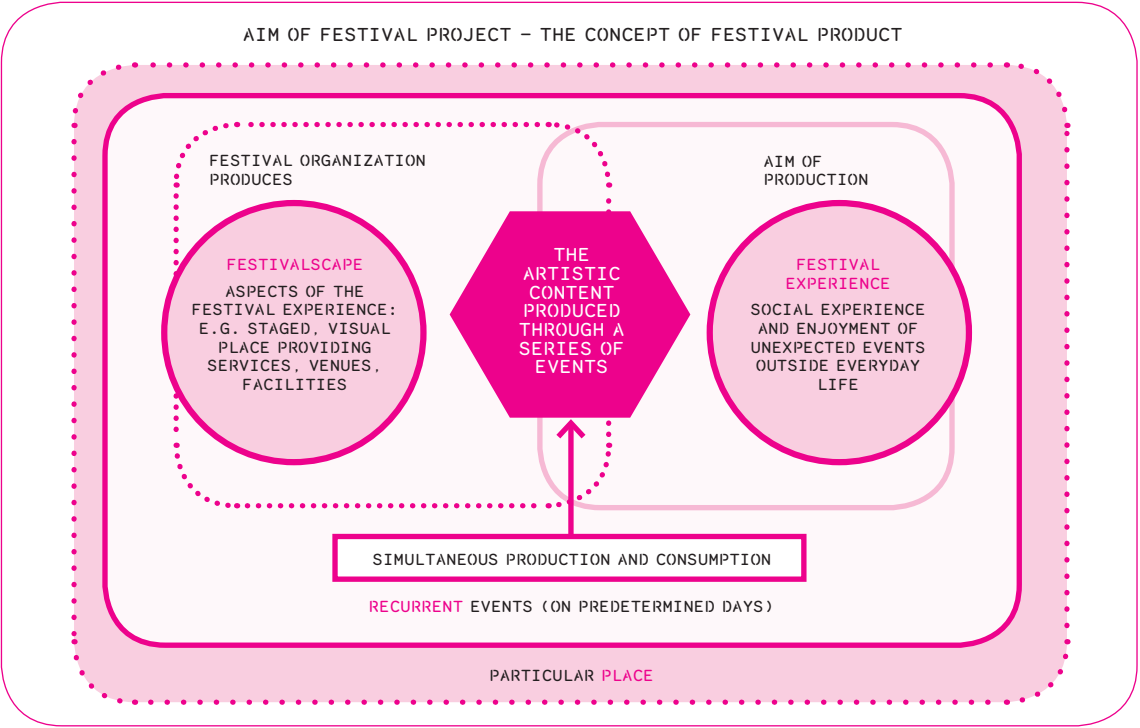 AIM OF FESTIVAL PROJECT – THE CONCEPT OF FESTIVAL PRODUCT
FESTIVAL ORGANIZATION
PRODUCES
AIM OF
PRODUCTION
FESTIVALSCAPE
ASPECTS OF THE
FESTIVAL EXPERIENCE:
E.G. STAGED, VISUAL
PLACE PROVIDING
SERVICES, VENUES,
FACILITIES
THE
ARTISTIC
CONTENT
PRODUCED
THROUGH A
SERIES OF
EVENTS
FESTIVAL
EXPERIENCE
SOCIAL EXPERIENCE
AND ENJOYMENT OF
UNEXPECTED EVENTS
OUTSIDE EVERYDAY
LIFE
SIMULTANEOUS PRODUCTION AND CONSUMPTION
RECURRENT EVENTS (ON PREDETERMINED DAYS)
PARTICULAR PLACE